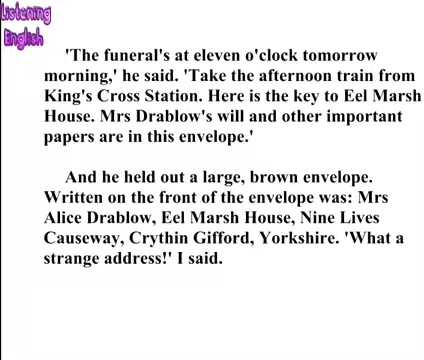 Listening
English
'The funeral's at eleven o'clock tomorrow
morning,' he said. 'Take the afternoon train from
King's Cross Station. Here is the key to Eel Marsh
House. Mrs Drablow's will and other important
papers are in this envelope.'
And he held out a large, brown envelope.
Written on the front of the envelope was: Mrs
Alice Drablow, Eel Marsh House, Nine Lives
Causeway, Crythin Gifford, Yorkshire. 'What a
strange address!' I said.